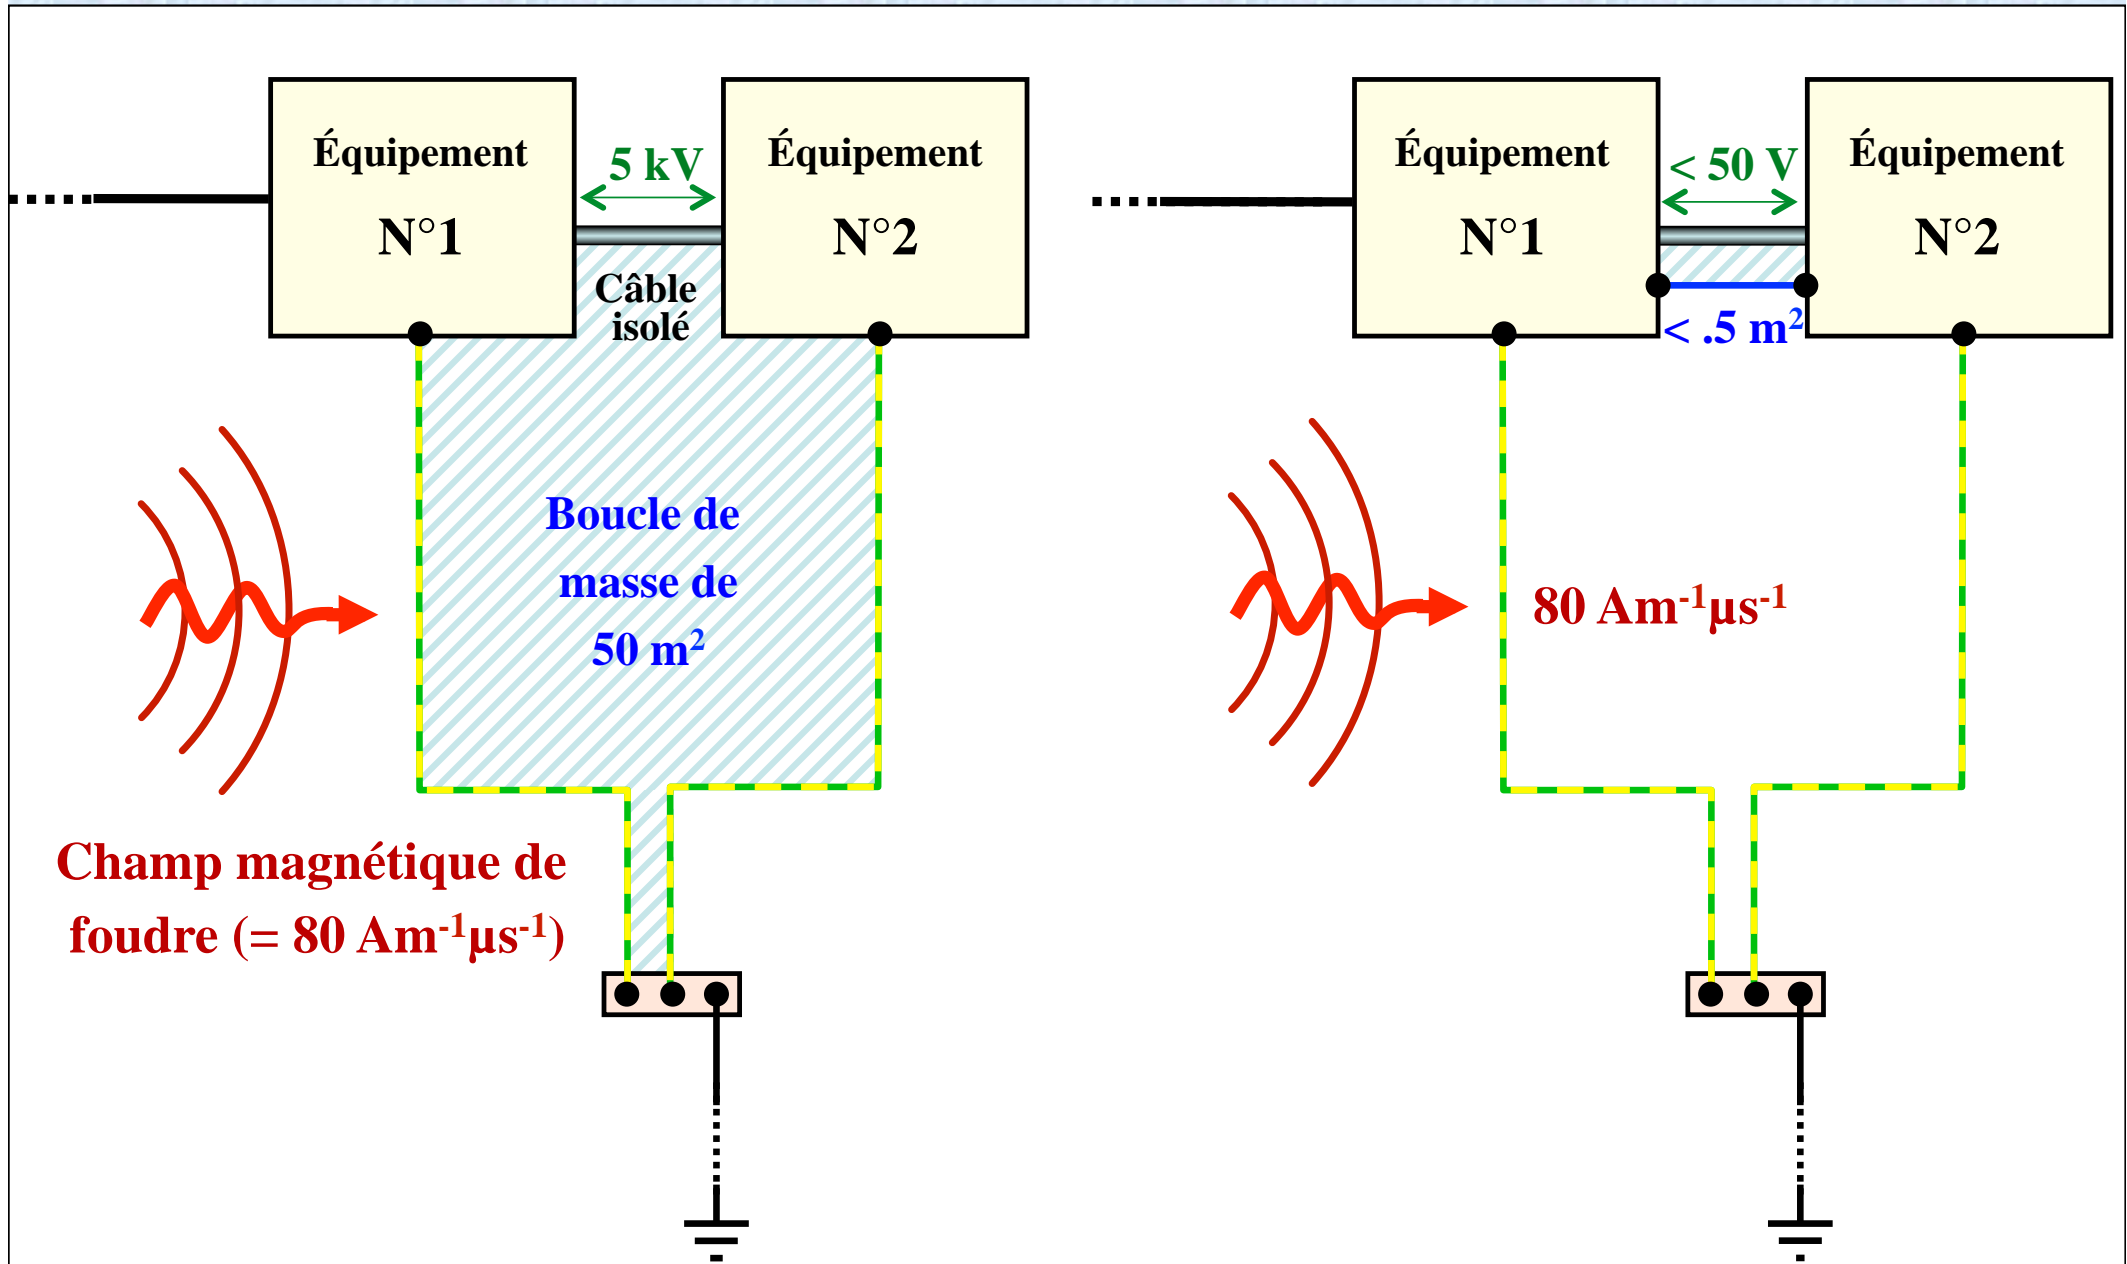 Équipement
N°1
5 kV
Équipement
N°2
Câble
isolé
Boucle de
masse de
50 m²
Champ magnétique de
foudre (= 80 Am⁻¹µs⁻¹)
Équipement
N°1
< 50 V
Équipement
N°2
< .5 m²
80 Am⁻¹µs⁻¹